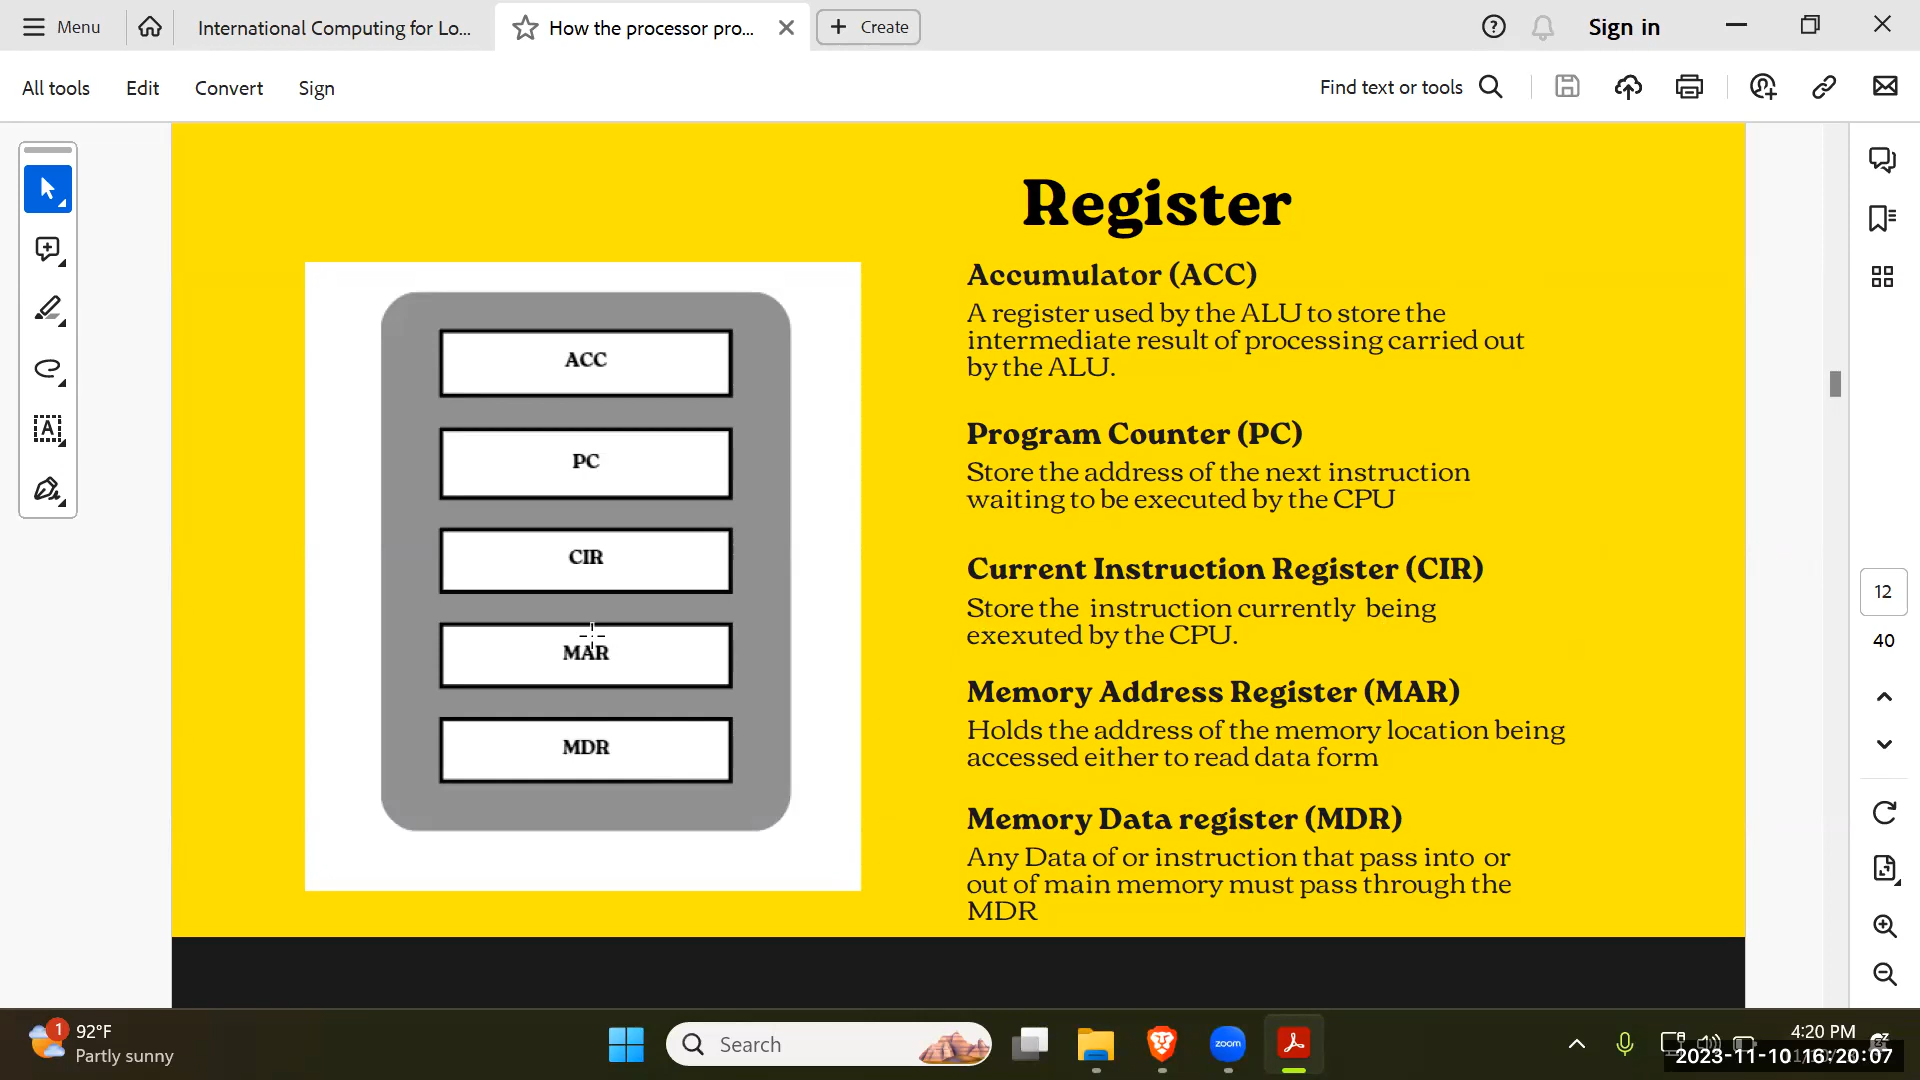 Menu
International Computing for Lo...
How the processor pro...
Create
Sign in
All tools
Edit
Convert
Sign
Find text or tools
Register
ACC
PC
CIR
MAR
MDR
Accumulator (ACC)
A register used by the ALU to store the
intermediate result of processing carried out
by the ALU.
Program Counter (PC)
Store the address of the next instruction
waiting to be executed by the CPU
Current Instruction Register (CIR)
Store the instruction currently being
exexuted by the CPU.
Memory Address Register (MAR)
Holds the address of the memory location being
accessed either to read data form
Memory Data register (MDR)
Any Data of or instruction that pass into or
out of main memory must pass through the
MDR
12
40
1
92°F
Partly sunny
Search
zoom
4:20 PM
2023-11-10 16:20:07